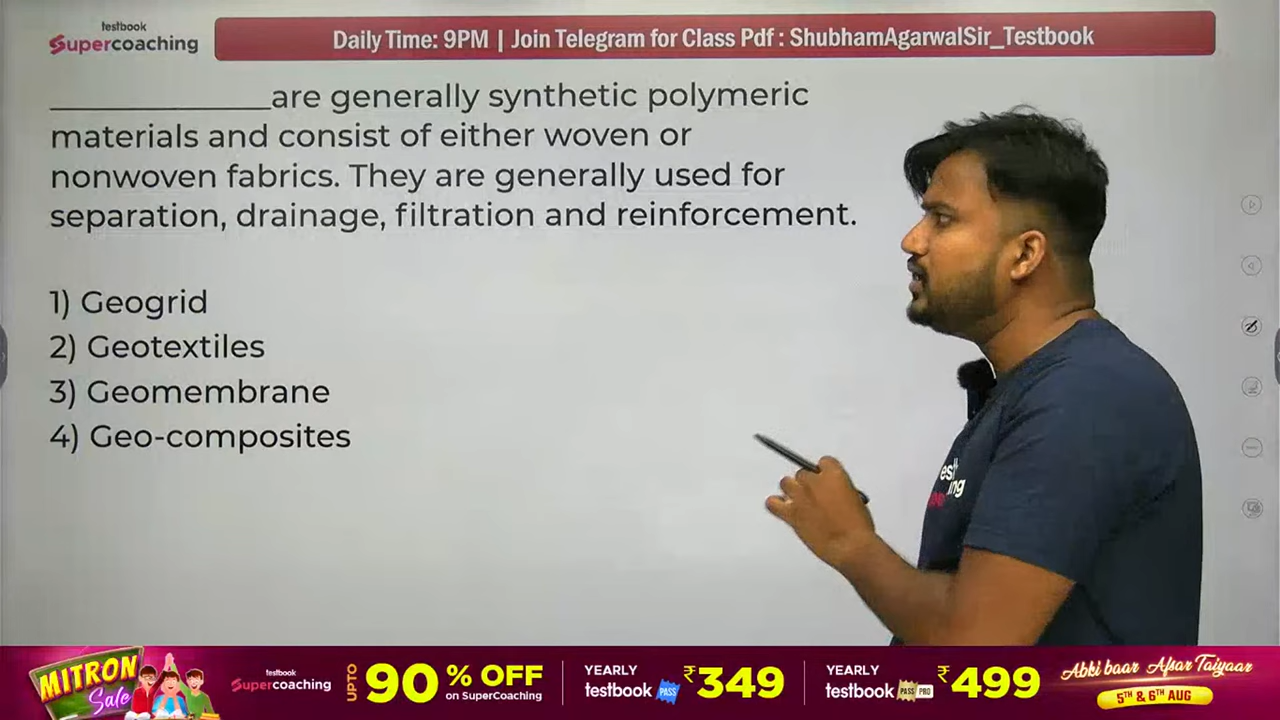 testbook
Supercoaching
Daily Time: 9PM | Join Telegram for Class Pdf : ShubhamAgarwalSir_Testbook
____________are generally synthetic polymeric
materials and consist of either woven or
nonwoven fabrics. They are generally used for
separation, drainage, filtration and reinforcement.
1) Geogrid
2) Geotextiles
3) Geomembrane
4) Geo-composites
MITRON
Sale
testbook
Supercoaching
UPTO
90 % OFF
on SuperCoaching
YEARLY
testbook PASS
₹349
YEARLY
testbook PASS PRO
₹499
Abki baar Afsar Taiyaar
5TH & 6TH AUG